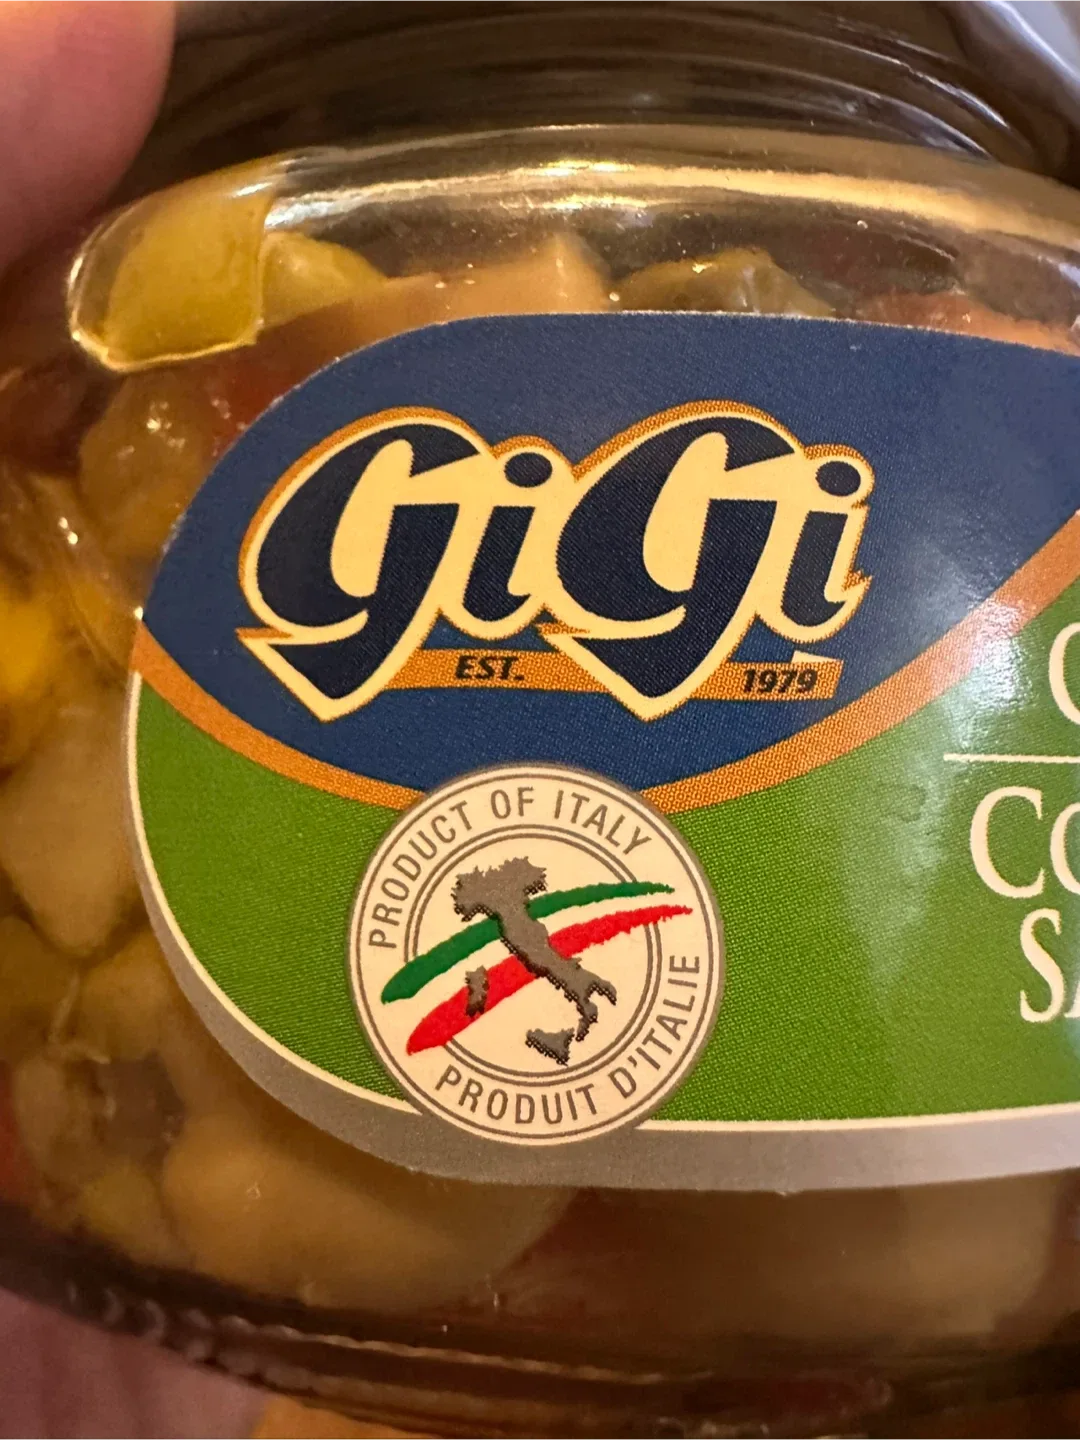 GiGi
EST. 1979
PRODUCT OF ITALY
PRODUIT D'ITALIE